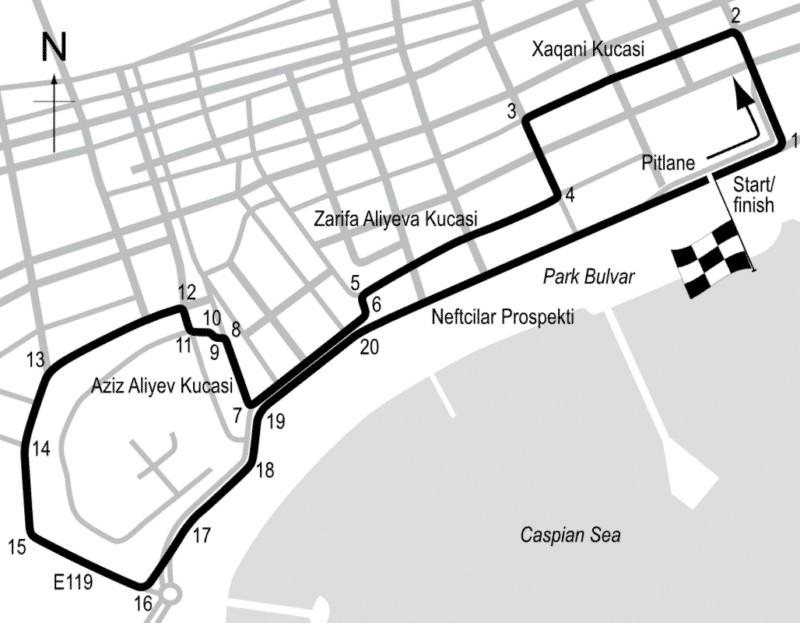 N
2
Xaqani Kucasi
3
1
Pitlane
4
Start/
finish
Zarifa Aliyeva Kucasi
Park Bulvar
5
6
12
10
8
Neftcilar Prospekti
11
9
20
13
Aziz Aliyev Kucasi
7
19
14
18
17
15
Caspian Sea
E119
16